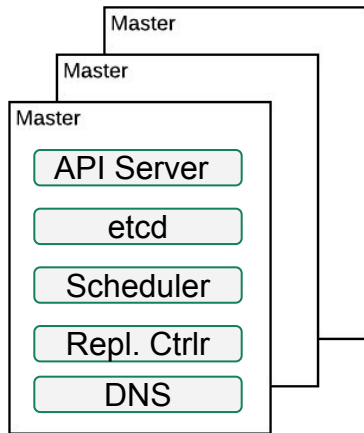 Master
Master
Master
API Server
etcd
Scheduler
Repl. Ctrlr
DNS